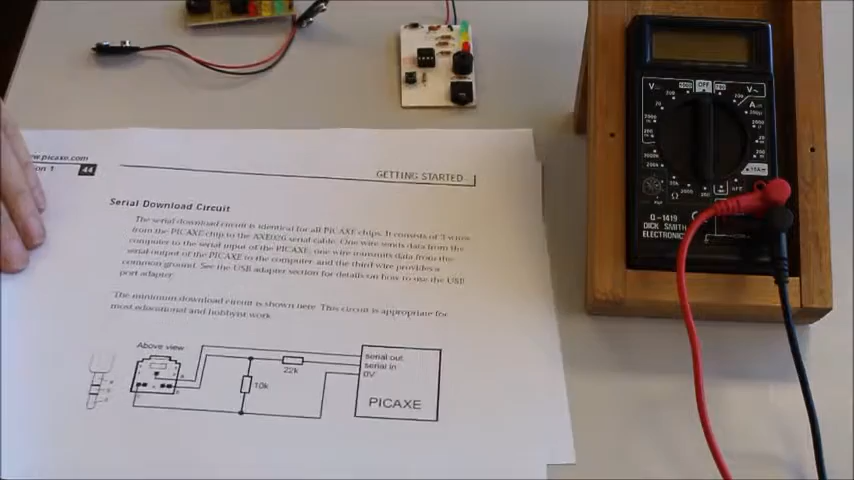 www.picaxe.com
on 1
44
GETTING STARTED
Serial Download Circuit
The serial download circuit is identical for all PICAXE chips. It consists of 3 wires
from the PICAXE chip to the AXE026 serial cable. One wire sends data from the
computer to the serial input of the PICAXE, one wire transmits data from the
serial output of the PICAXE to the computer, and the third wire provides a
common ground. See the USB adapter section for details on how to use the USB
port adapter.
The minimum download circuit is shown here. This circuit is appropriate for
most educational and hobbyist work.
Above view
serial out
serial in
0V
22k
10k
PICAXE
OFF
Q-1419
DICK SMITH
ELECTRONICS